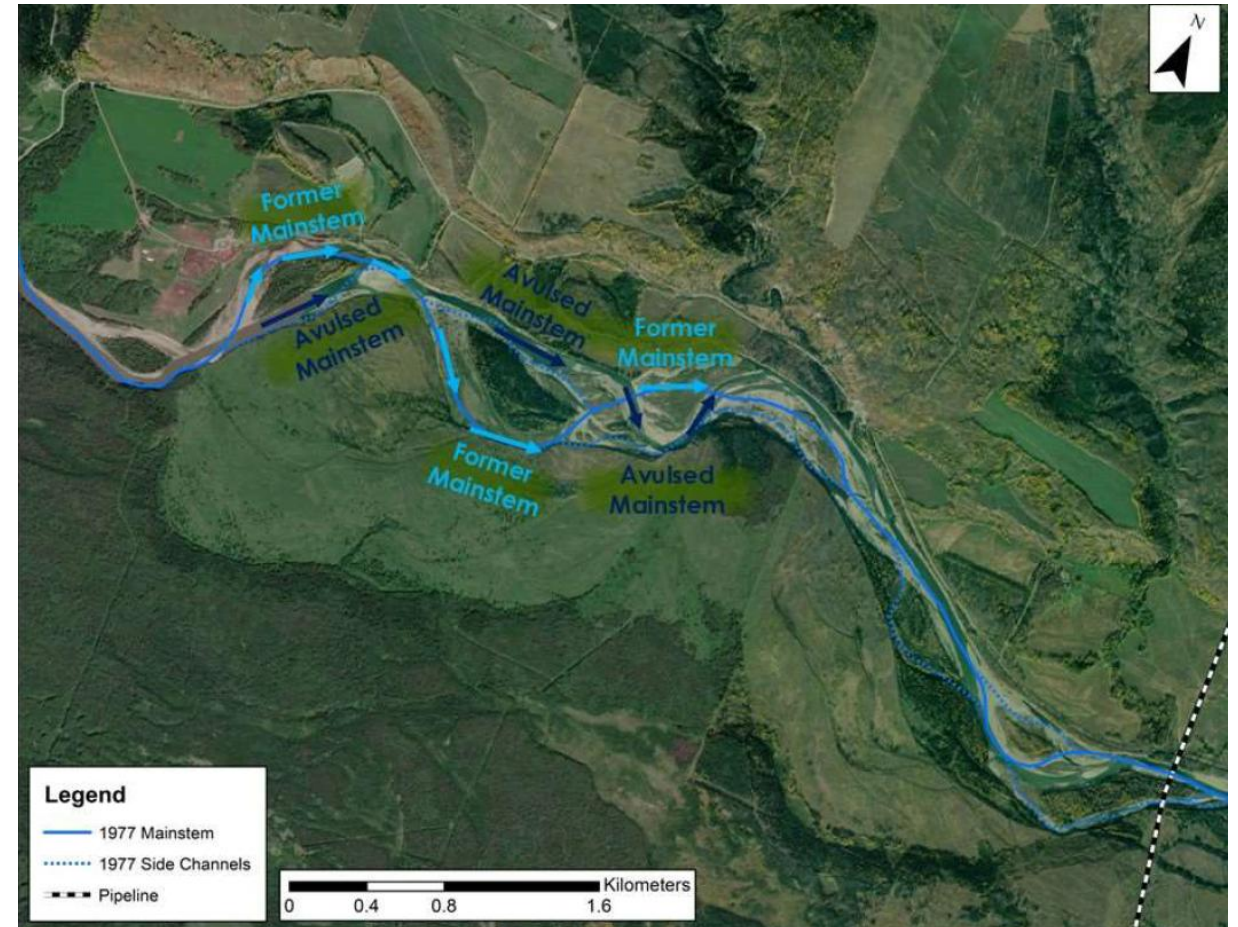 N
Former
Mainstem
Avulsed
Mainstem
Avulsed
Mainstem
Former
Mainstem
Former
Mainstem
Avulsed
Mainstem
Legend
1977 Mainstem
1977 Side Channels
Pipeline
Kilometers
0 0.4 0.8 1.6